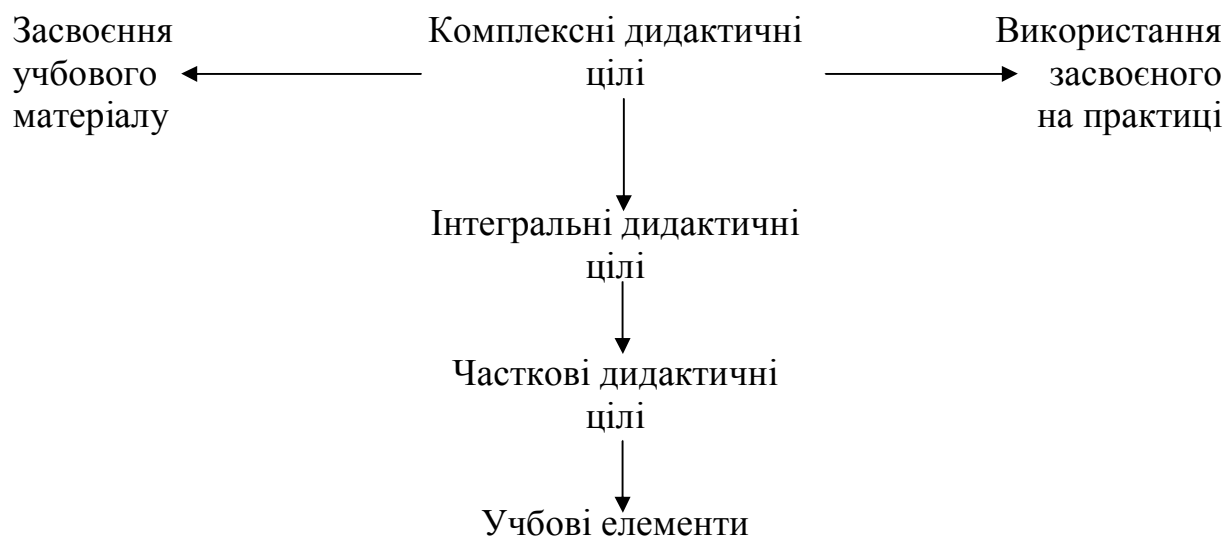 Засвоєння
учбового
матеріалу
Комплексні дидактичні
цілі
Використання
засвоєного
на практиці
Інтегральні дидактичні
цілі
Часткові дидактичні
цілі
Учбові елементи